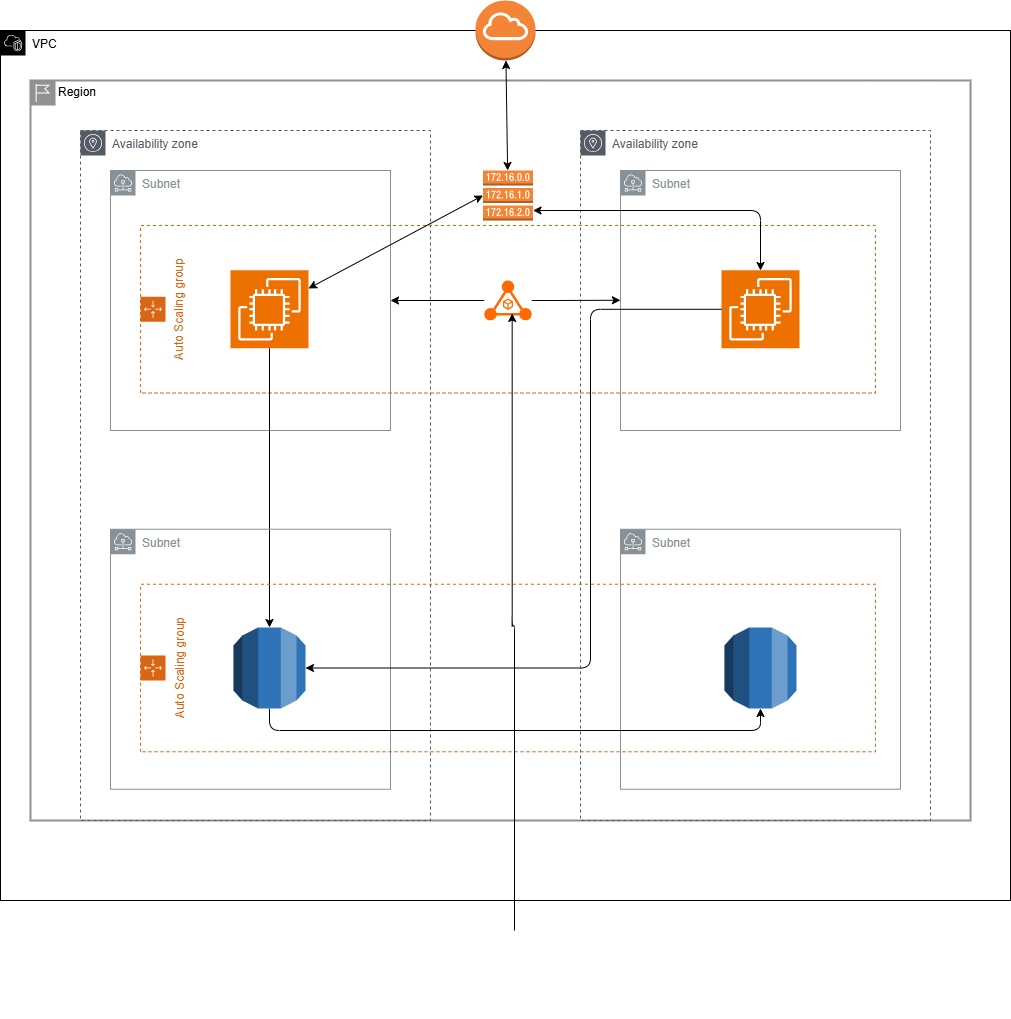 VPC
Region
Availability zone
Availability zone
Subnet
Subnet
172.16.0.0
172.16.1.0
172.16.2.0
Auto Scaling group
Subnet
Subnet
Auto Scaling group